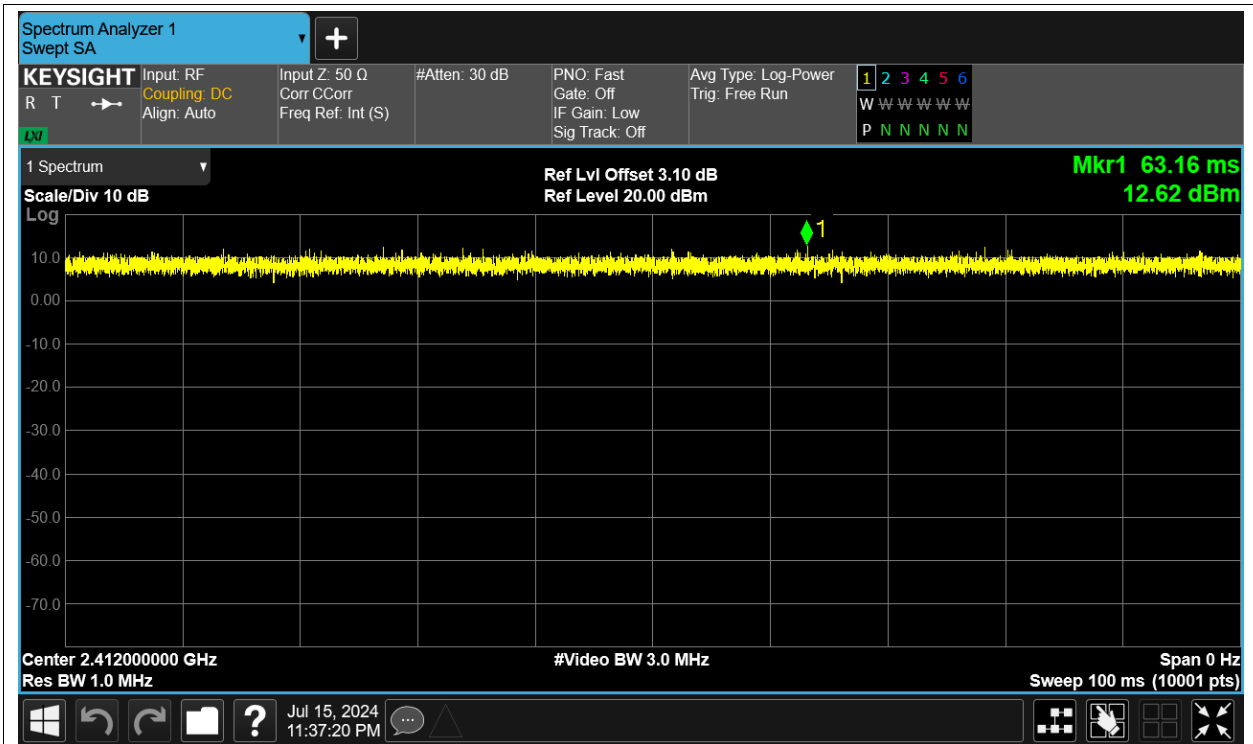 Spectrum Analyzer 1
Swept SA
KEYSIGHT
R T
LXI
Input: RF
Coupling: DC
Align: Auto
Input Z: 50 Ω
Corr CCorr
Freq Ref: Int (S)
#Atten: 30 dB
PNO: Fast
Gate: Off
IF Gain: Low
Sig Track: Off
Avg Type: Log-Power
Trig: Free Run
1 2 3 4 5 6
W W W W W W
P N N N N N
1 Spectrum
Scale/Div 10 dB
Log
Ref Lvl Offset 3.10 dB
Ref Level 20.00 dBm
Mkr1 63.16 ms
12.62 dBm
1
10.0
0.00
-10.0
-20.0
-30.0
-40.0
-50.0
-60.0
-70.0
Center 2.412000000 GHz
#Video BW 3.0 MHz
Span 0 Hz
Res BW 1.0 MHz
Sweep 100 ms (10001 pts)
?
Jul 15, 2024
11:37:20 PM